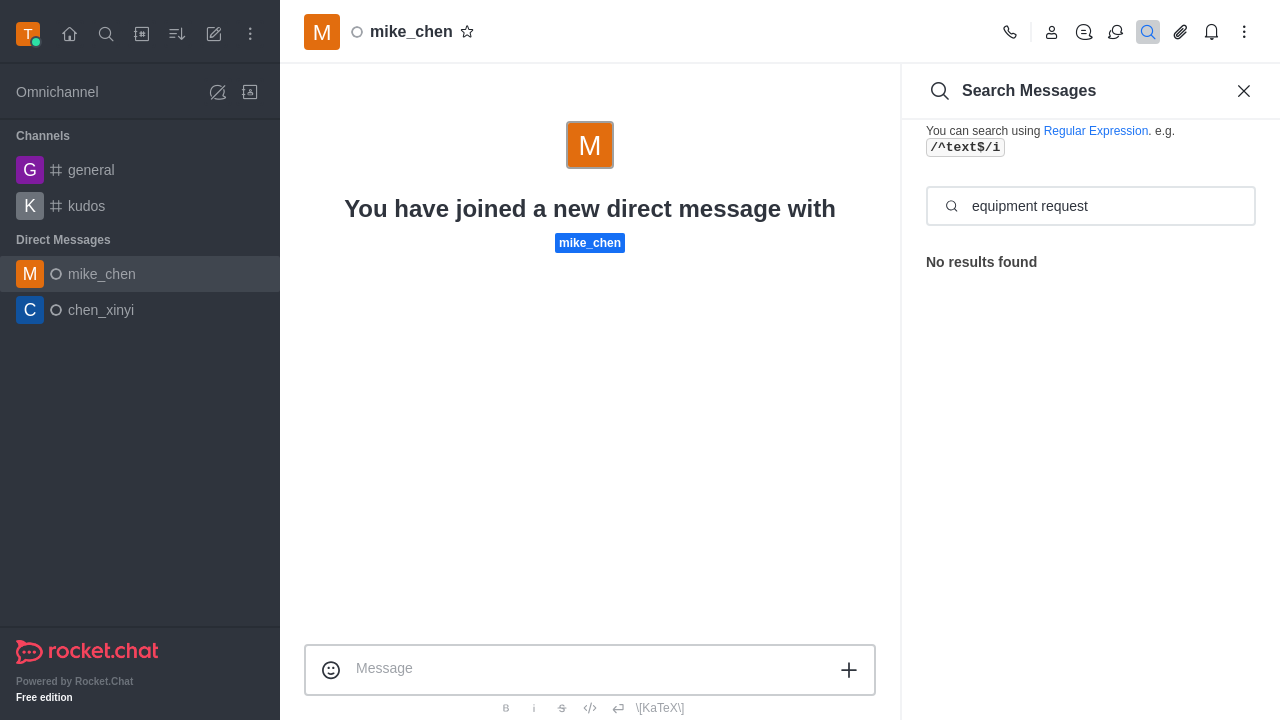 T
Omnichannel
Channels
G general
K kudos
Direct Messages
M mike_chen
C chen_xinyi
rocket.chat
Powered by Rocket.Chat
Free edition
M mike_chen
M
You have joined a new direct message with
mike_chen
Message
B i S \[KaTeX\]
Search Messages
You can search using Regular Expression. e.g.
/^text$/i
equipment request
No results found